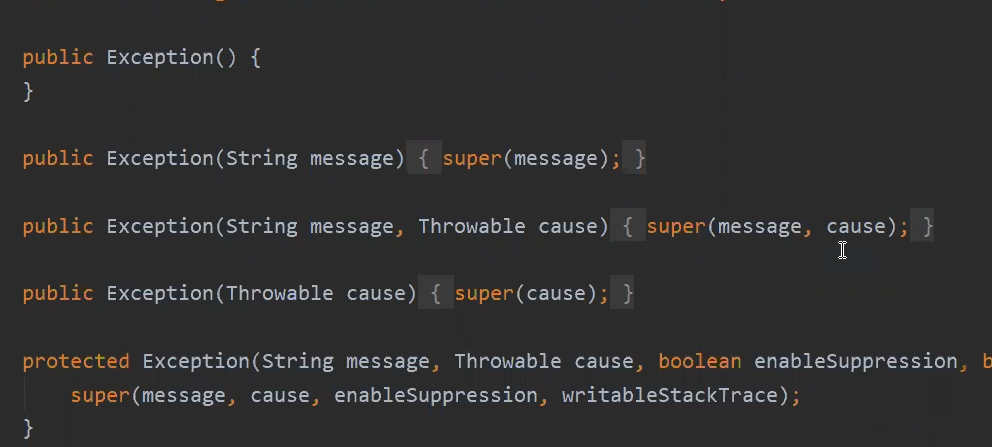 public Exception() {
}
public Exception(String message) { super(message); }
public Exception(String message, Throwable cause) { super(message, cause); }
public Exception(Throwable cause) { super(cause); }
protected Exception(String message, Throwable cause, boolean enableSuppression, b
super(message, cause, enableSuppression, writableStackTrace);
}